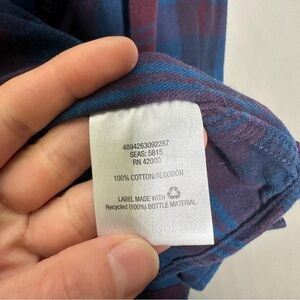 4894263092287
SEAS: 5815
RN 42000
100% COTTON/ALGODÓN
LABEL MADE WITH
Recycled (100%) BOTTLE MATERIAL